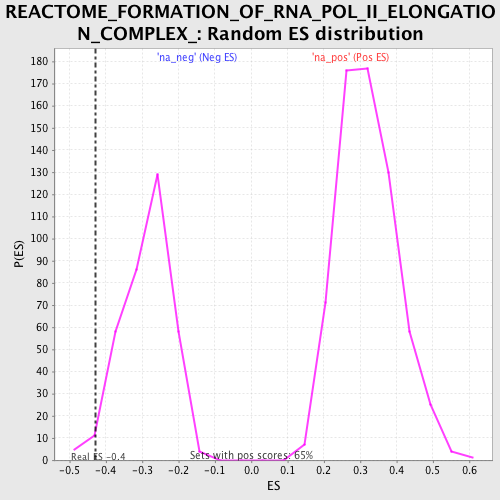 REACTOME_FORMATION_OF_RNA_POL_II_ELONGATIO
N_COMPLEX_: Random ES distribution
'na_neg' (Neg ES)
'na_pos' (Pos ES)
180
170
160
150
140
130
120
110
100
90
80
70
60
50
40
30
20
10
0
P(ES)
Real ES -0.4
Sets with pos scores: 65%
-0.5 -0.4 -0.3 -0.2 -0.1 0.0 0.1 0.2 0.3 0.4 0.5 0.6
ES